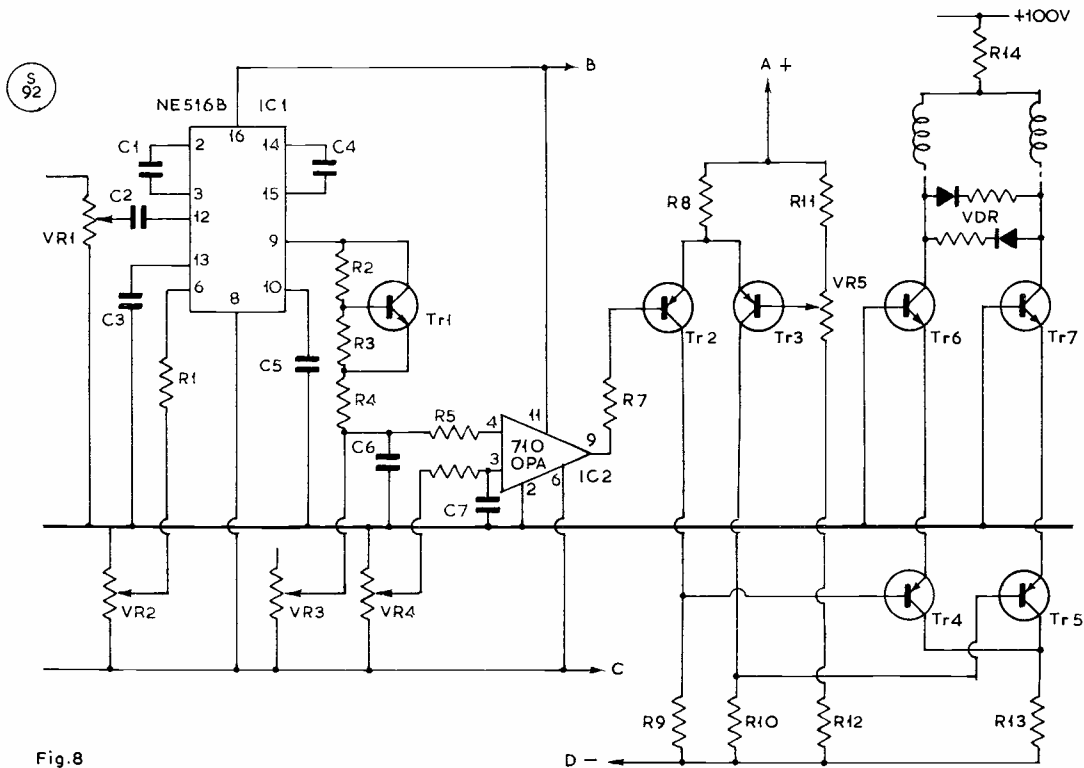 +100V
R14
S
92
B
A +
NE516B IC1
16
C1
2
14
C4
3
15
C2
12
R8
R11
VDR
VR1
9
13
R2
6
8
10
Tr1
VR5
C3
R3
Tr2
Tr3
Tr6
Tr7
R1
C5
R4
R7
R5
11
4
9
C6
710
OPA
3
6
IC2
2
C7
VR2
VR3
VR4
Tr4
Tr5
C
R9
R10
R12
R13
Fig.8
D −